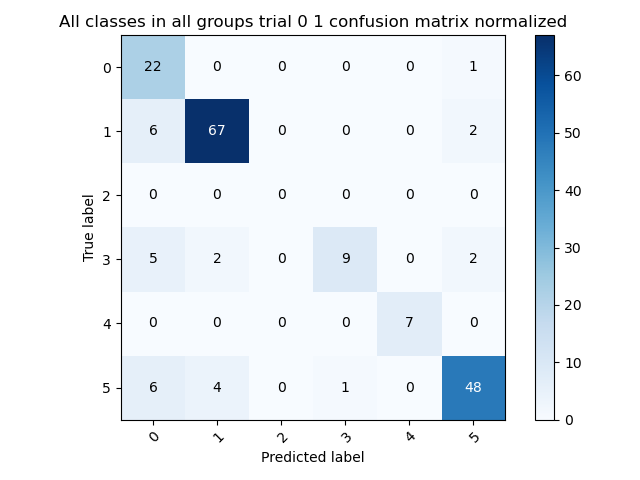 All classes in all groups trial 0 1 confusion matrix normalized
True label
0 22 0 0 0 0 1
1 6 67 0 0 0 2
2 0 0 0 0 0 0
3 5 2 0 9 0 2
4 0 0 0 0 7 0
5 6 4 0 1 0 48
0 1 2 3 4 5
Predicted label
60
50
40
30
20
10
0